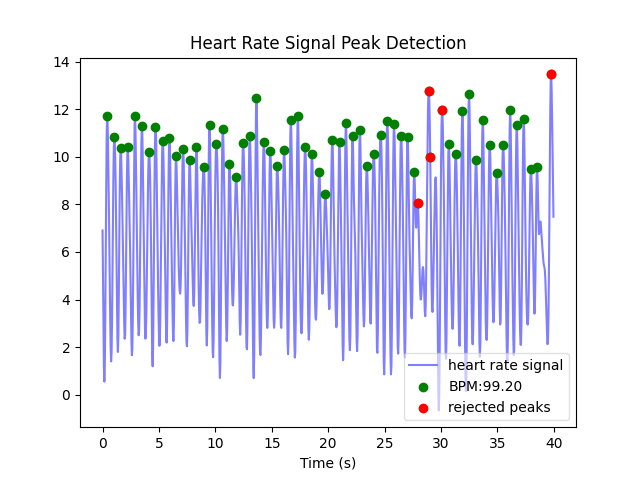 Heart Rate Signal Peak Detection
14
12
10
8
6
4
2
0
heart rate signal
BPM:99.20
rejected peaks
0 5 10 15 20 25 30 35 40
Time (s)